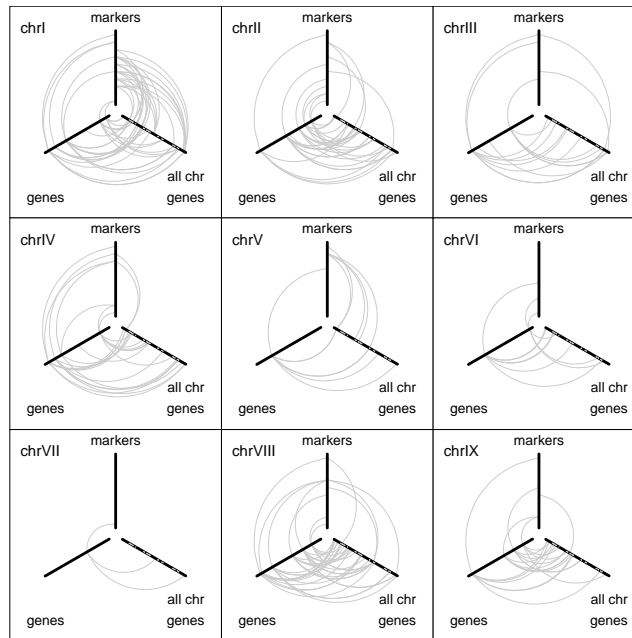 chrI
markers
genes
all chr
genes
chrII
markers
genes
all chr
genes
chrIII
markers
genes
all chr
genes
chrIV
markers
genes
all chr
genes
chrV
markers
genes
all chr
genes
chrVI
markers
genes
all chr
genes
chrVII
markers
genes
all chr
genes
chrVIII
markers
genes
all chr
genes
chrIX
markers
genes
all chr
genes